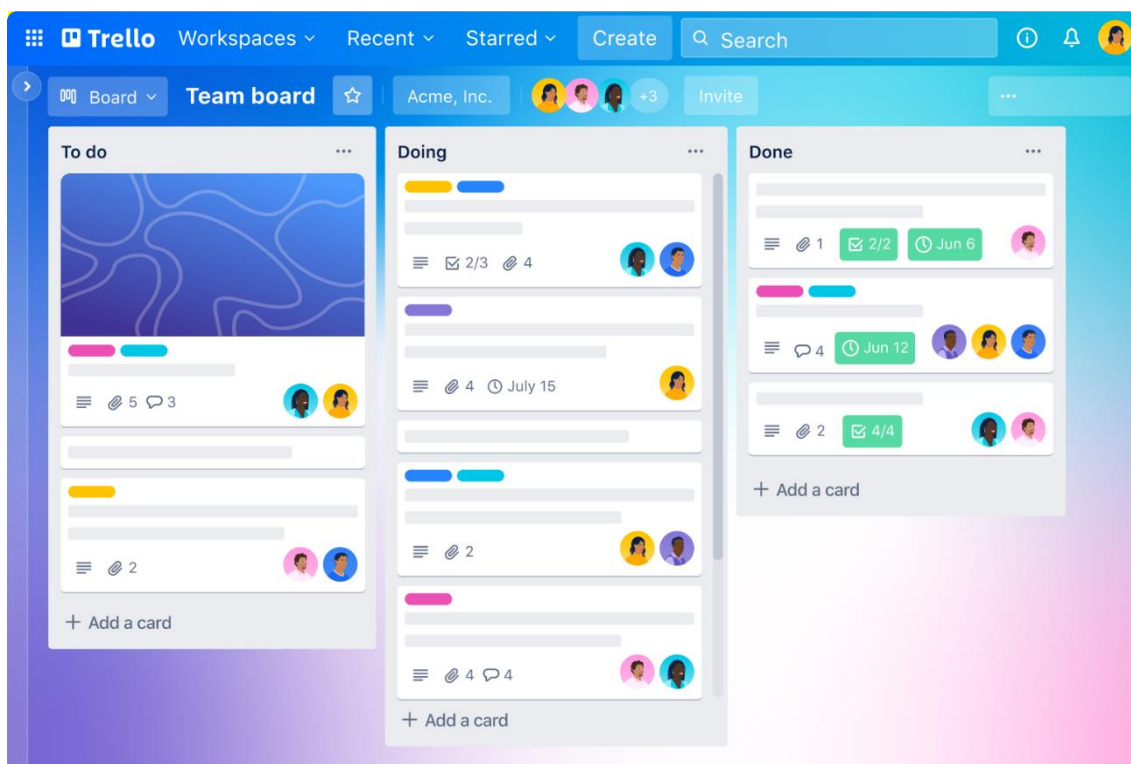 Trello Workspaces Recent Starred Create Search
Board Team board Acme, Inc. +3 Invite
To do
5 3
2
+ Add a card
Doing
2/3 4
4 July 15
2
4 4
+ Add a card
Done
1 2/2 Jun 6
4 Jun 12
2 4/4
+ Add a card